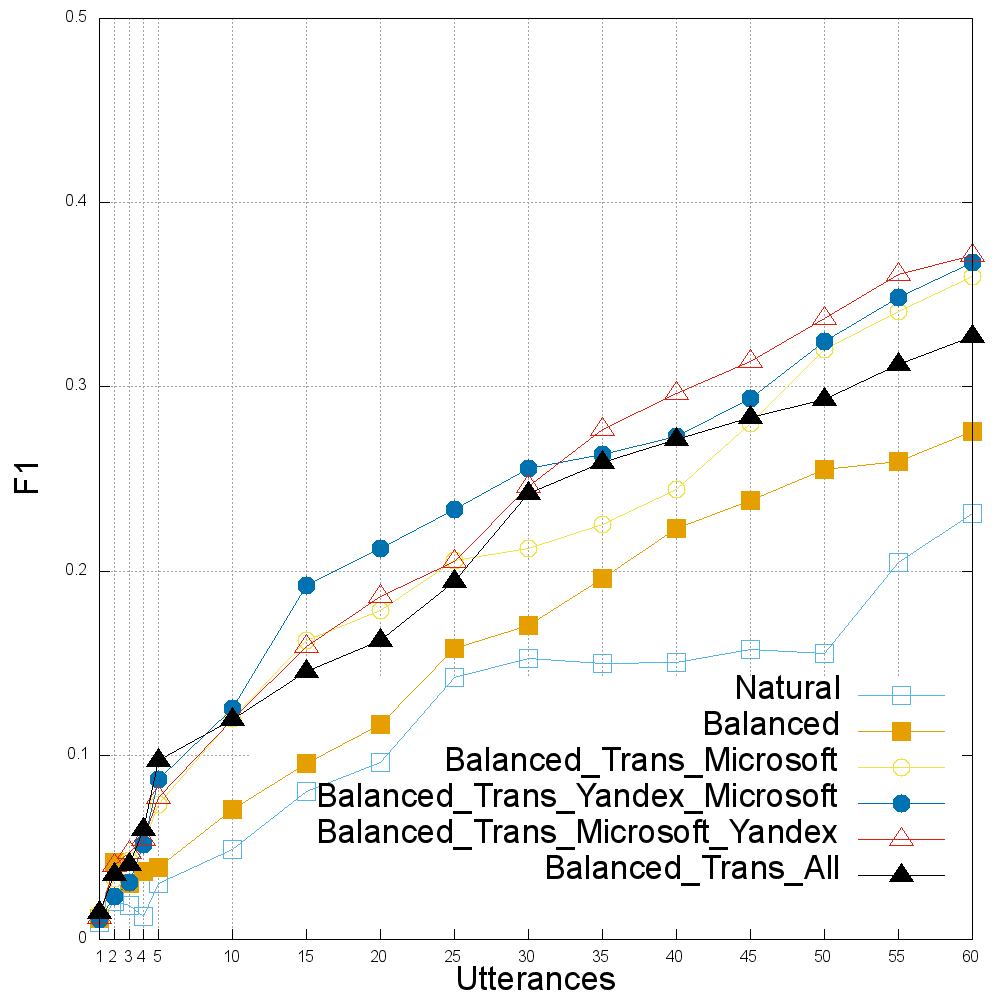 0.5
0.4
0.3
0.2
0.1
0
F1
Natural
Balanced
Balanced_Trans_Microsoft
Balanced_Trans_Yandex_Microsoft
Balanced_Trans_Microsoft_Yandex
Balanced_Trans_All
1 2 3 4 5 10 15 20 25 30 35 40 45 50 55 60
Utterances